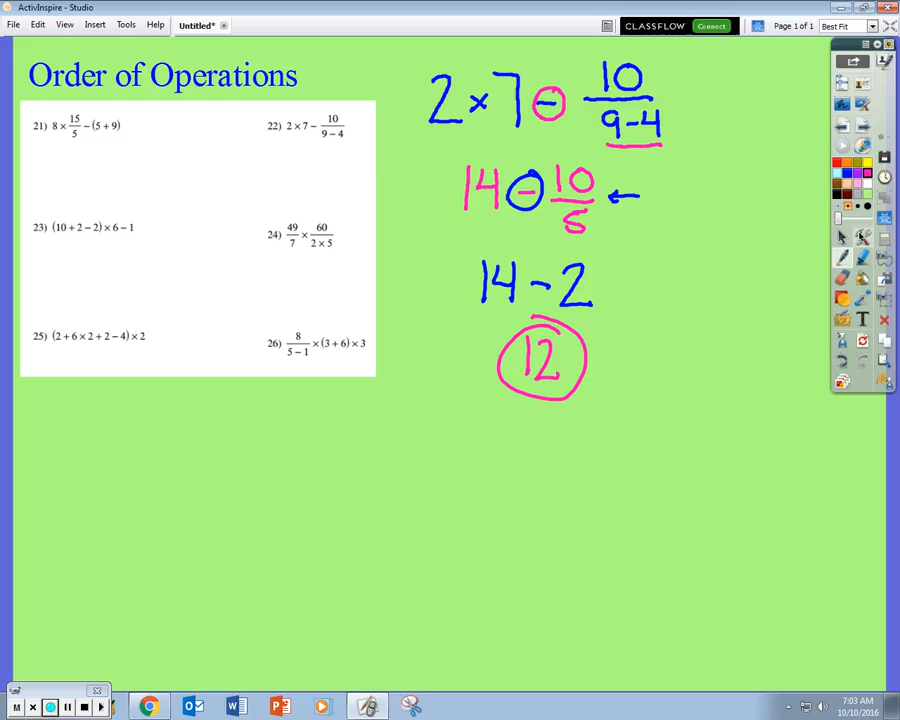 ActivInspire - Studio
File Edit View Insert Tools Help Untitled* CLASSFLOW Connect Page 1 of 1 Best Fit
Order of Operations
21) 8 × 15/5 − (5 + 9)
22) 2 × 7 − 10/(9 − 4)
23) (10 + 2 − 2) × 6 − 1
24) 49/7 × 60/(2 × 5)
25) (2 + 6 × 2 + 2 − 4) × 2
26) 8/(5 − 1) × (3 + 6) × 3
2 × 7 − 10/(9 − 4)
14 − 10/5 ←
14 − 2
12
T
M
7:03 AM
10/10/2016